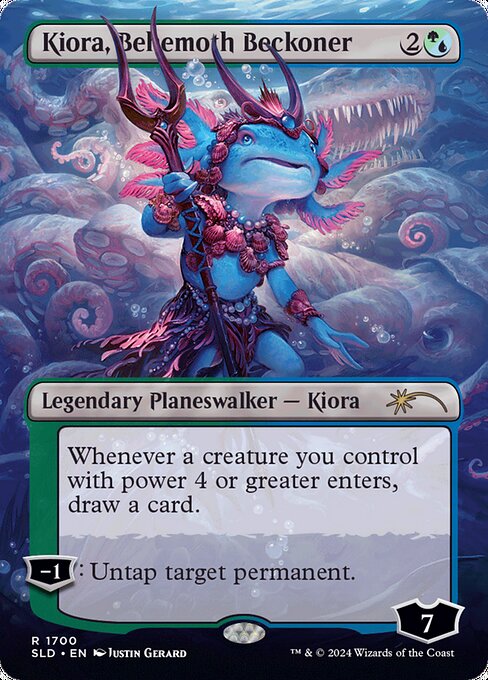 Kiora, Behemoth Beckoner 2
Legendary Planeswalker — Kiora
Whenever a creature you control
with power 4 or greater enters,
draw a card.
−1 : Untap target permanent.
7
R 1700
SLD • EN Justin Gerard
™ & © 2024 Wizards of the Coast